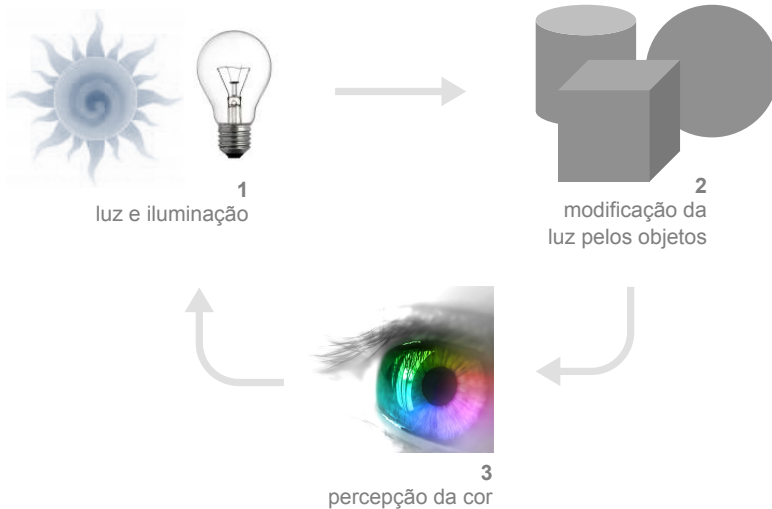 1
luz e iluminação
2
modificação da
luz pelos objetos
3
percepção da cor